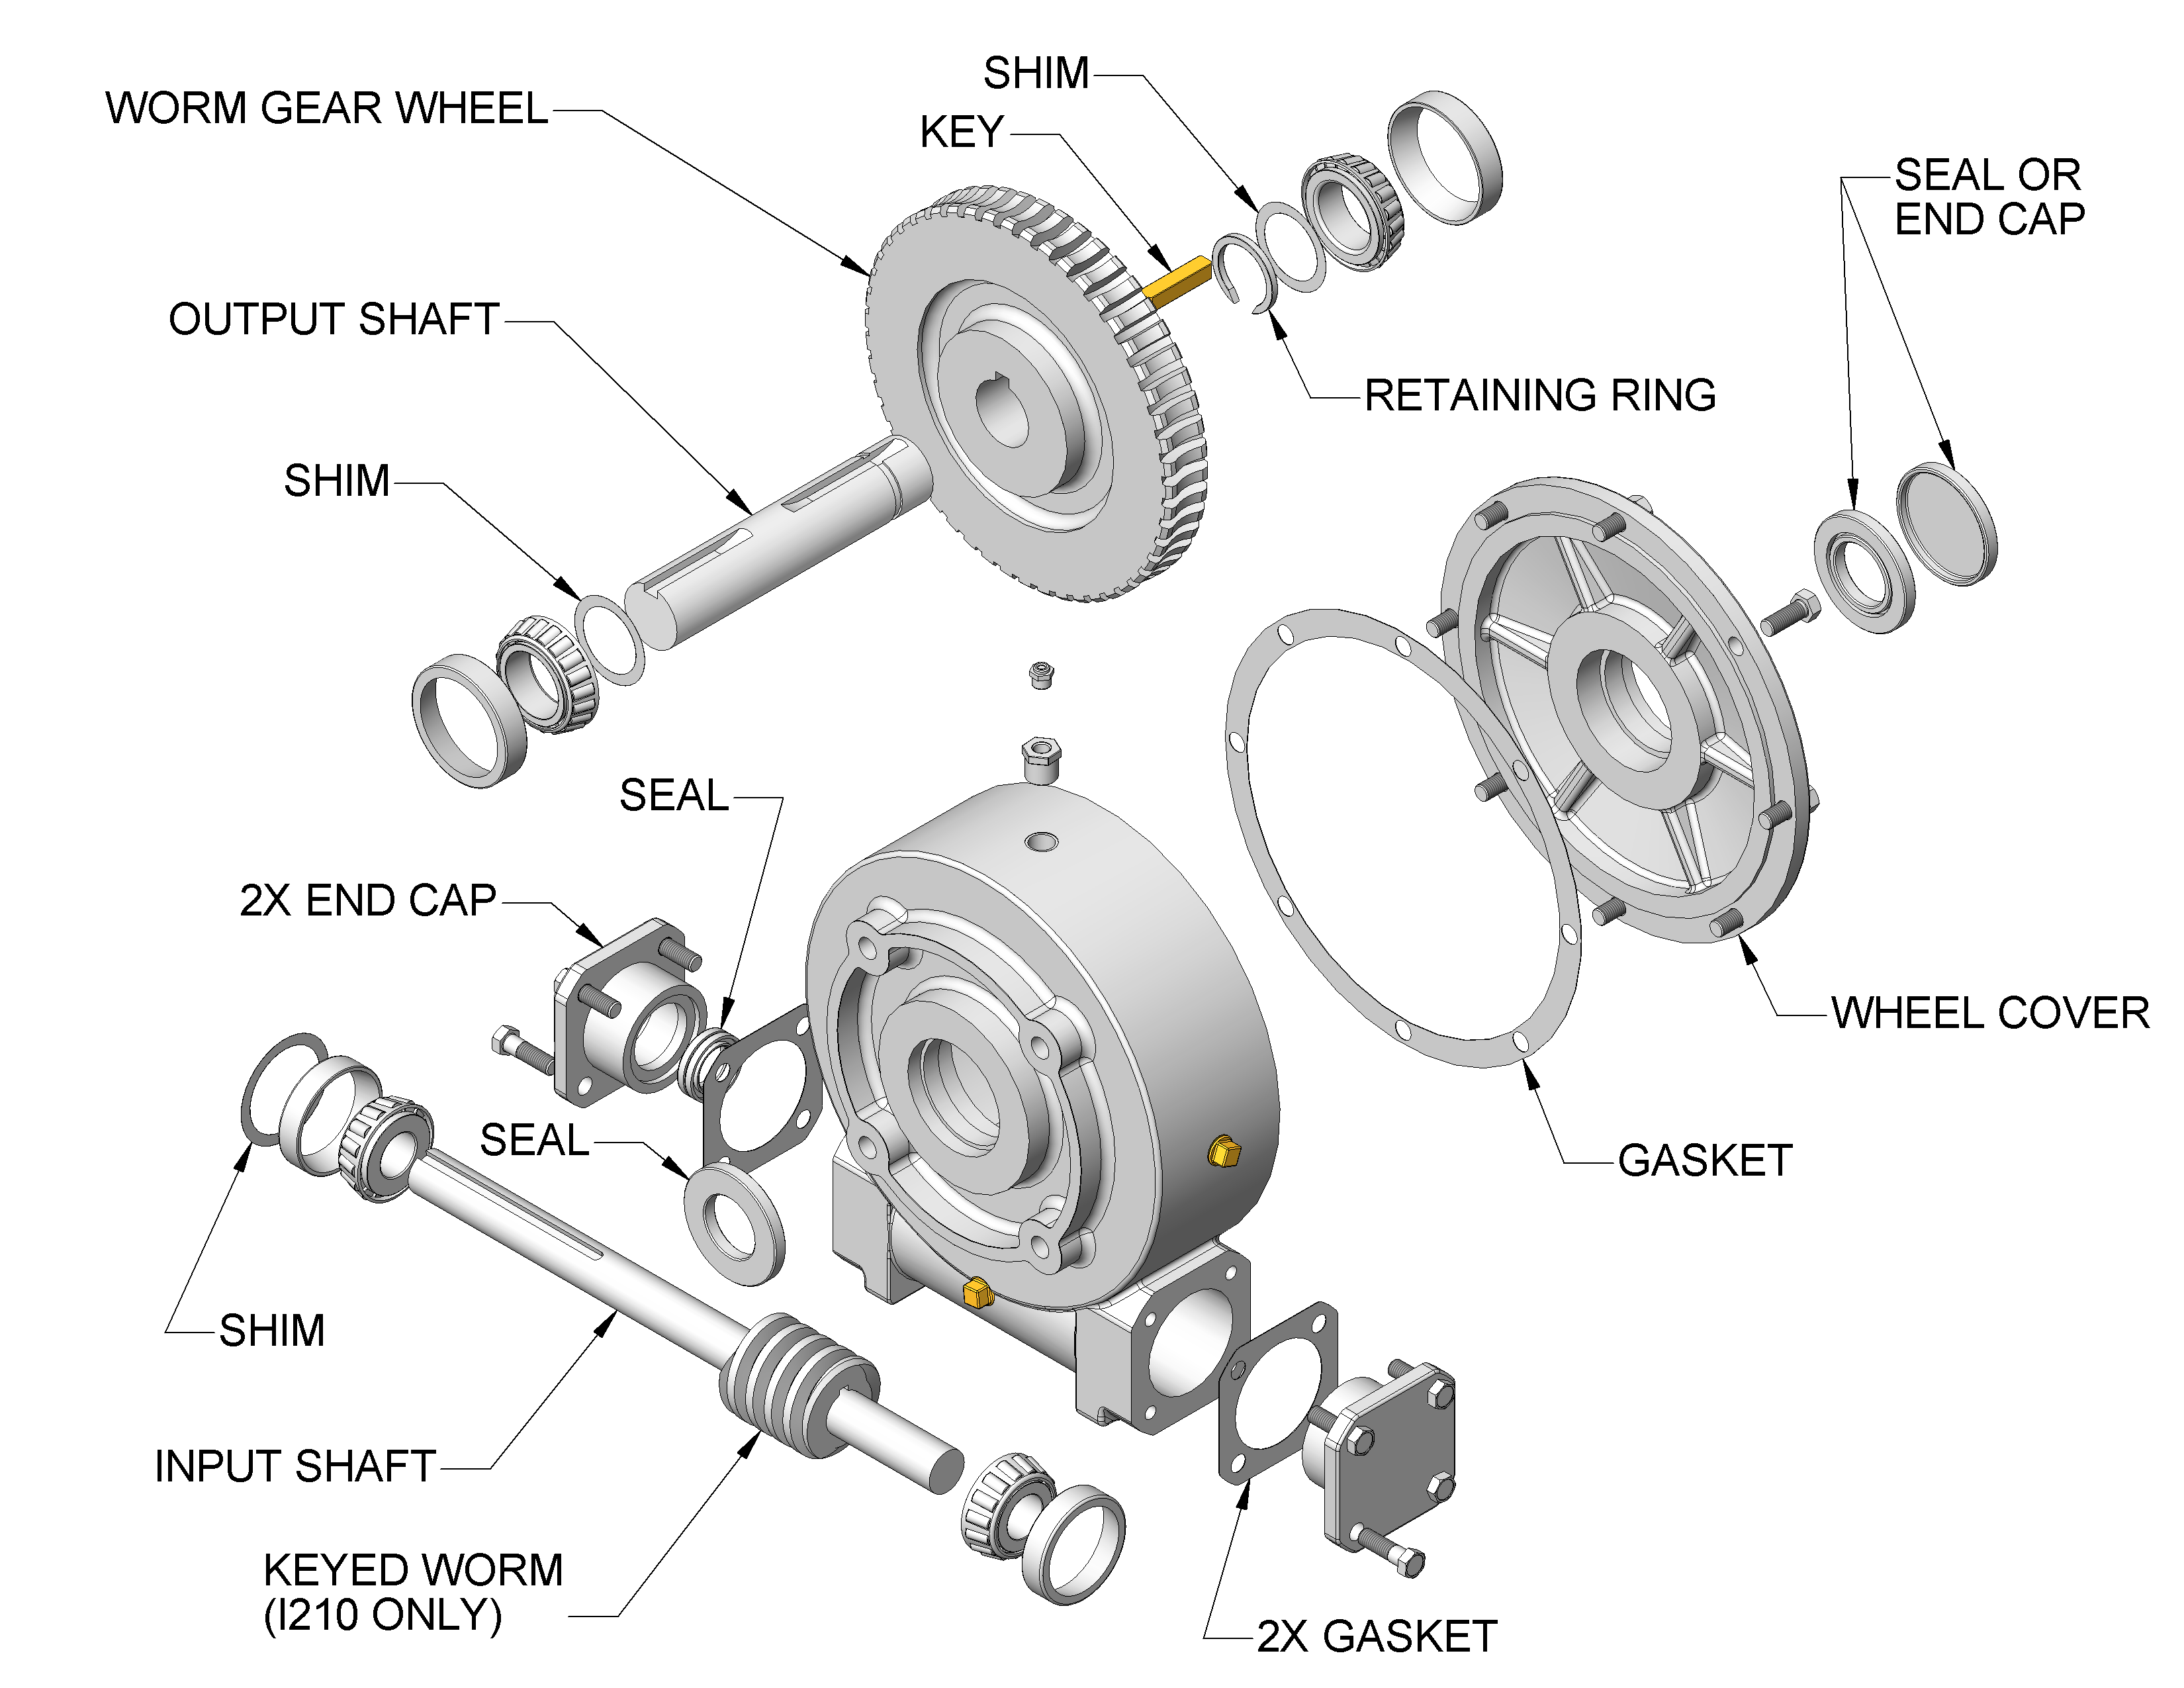 SHIM
WORM GEAR WHEEL
KEY
SEAL OR
END CAP
OUTPUT SHAFT
RETAINING RING
SHIM
SEAL
2X END CAP
WHEEL COVER
SEAL
GASKET
SHIM
INPUT SHAFT
KEYED WORM
(I210 ONLY)
2X GASKET